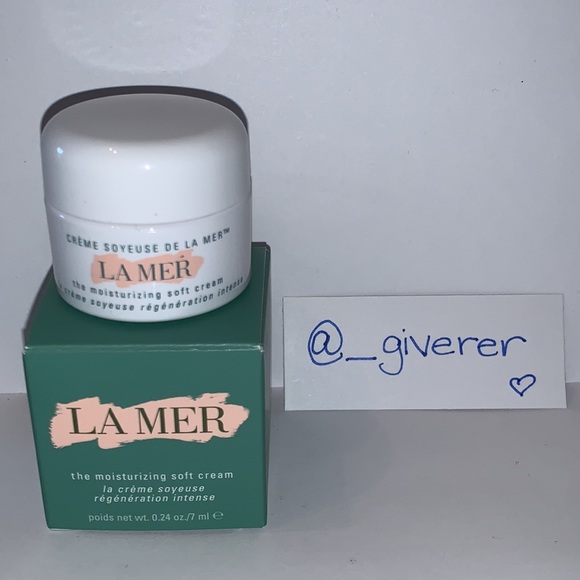 CRÈME SOYEUSE DE LA MER™
LA MER
the moisturizing soft cream
la crème soyeuse régénération intense
LA MER
the moisturizing soft cream
la crème soyeuse
régénération intense
poids net wt. 0.24 oz./7 ml ℮
@_giverer
♡